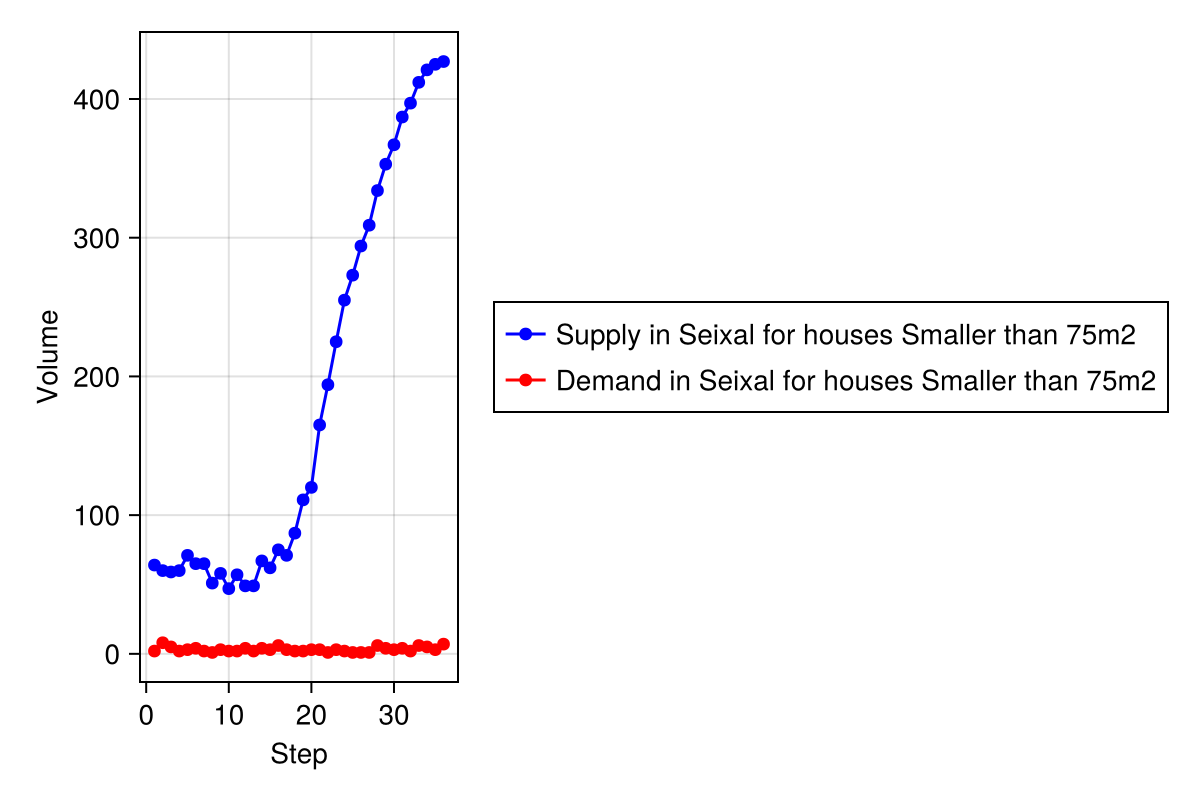 400
300
200
100
0
Volume
0 10 20 30
Step
Supply in Seixal for houses Smaller than 75m2
Demand in Seixal for houses Smaller than 75m2